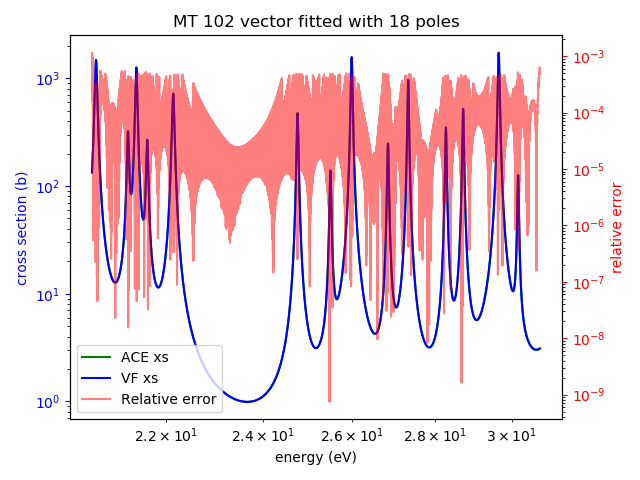 MT 102 vector fitted with 18 poles
10³
10²
10¹
10⁰
cross section (b)
ACE xs
VF xs
Relative error
2.2 × 10¹
2.4 × 10¹
2.6 × 10¹
2.8 × 10¹
3 × 10¹
energy (eV)
10⁻³
10⁻⁴
10⁻⁵
10⁻⁶
10⁻⁷
10⁻⁸
10⁻⁹
relative error